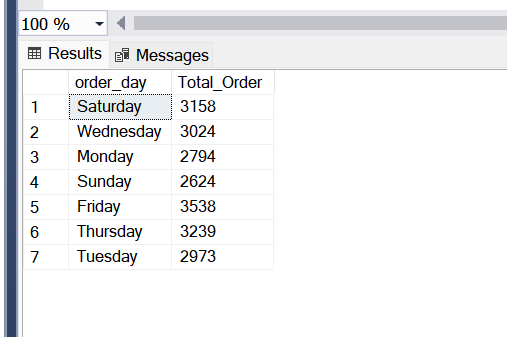 100 %
Results Messages
order_day Total_Order
1 Saturday 3158
2 Wednesday 3024
3 Monday 2794
4 Sunday 2624
5 Friday 3538
6 Thursday 3239
7 Tuesday 2973